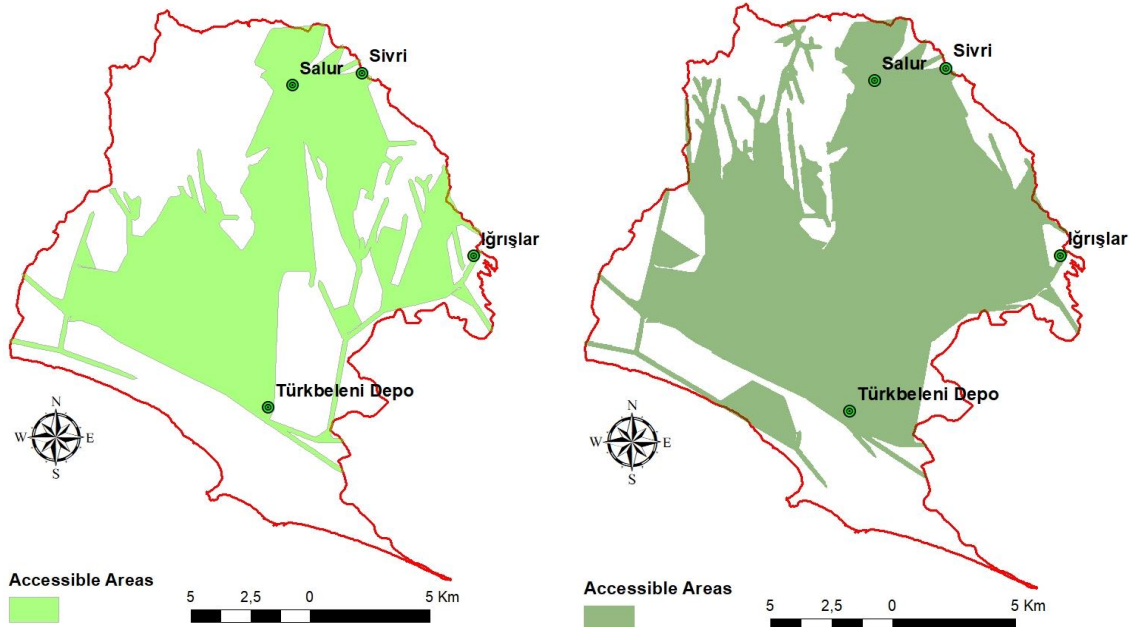 Sivri
Salur
Iğrışlar
Türkbeleni Depo
N
W
E
S
Accessible Areas
5 2,5 0 5 Km
Sivri
Salur
Iğrışlar
Türkbeleni Depo
N
W
E
S
Accessible Areas
5 2,5 0 5 Km